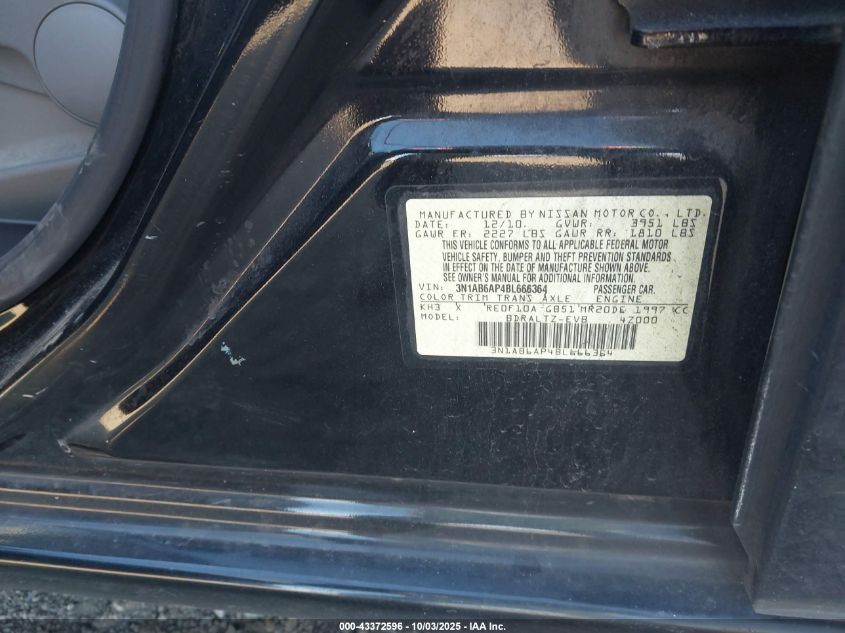 MANUFACTURED BY NISSAN MOTOR CO., LTD.
DATE: 12/10. GVWR: 3951 LBS
GAWR FR: 2227 LBS GAWR RR: 1810 LBS
THIS VEHICLE CONFORMS TO ALL APPLICABLE FEDERAL MOTOR
VEHICLE SAFETY, BUMPER AND THEFT PREVENTION STANDARDS
IN EFFECT ON THE DATE OF MANUFACTURE SHOWN ABOVE.
SEE OWNER'S MANUAL FOR ADDITIONAL INFORMATION.
VIN: 3N1AB6AP4BL666364 PASSENGER CAR.
COLOR TRIM TRANS AXLE ENGINE
KH3 X RE0F10A GB51 MR20DE 1997 CC
MODEL: BDRALTZ-EVB 4Z000
3N1AB6AP4BL666364
000-43372596 - 10/03/2025 - IAA Inc.